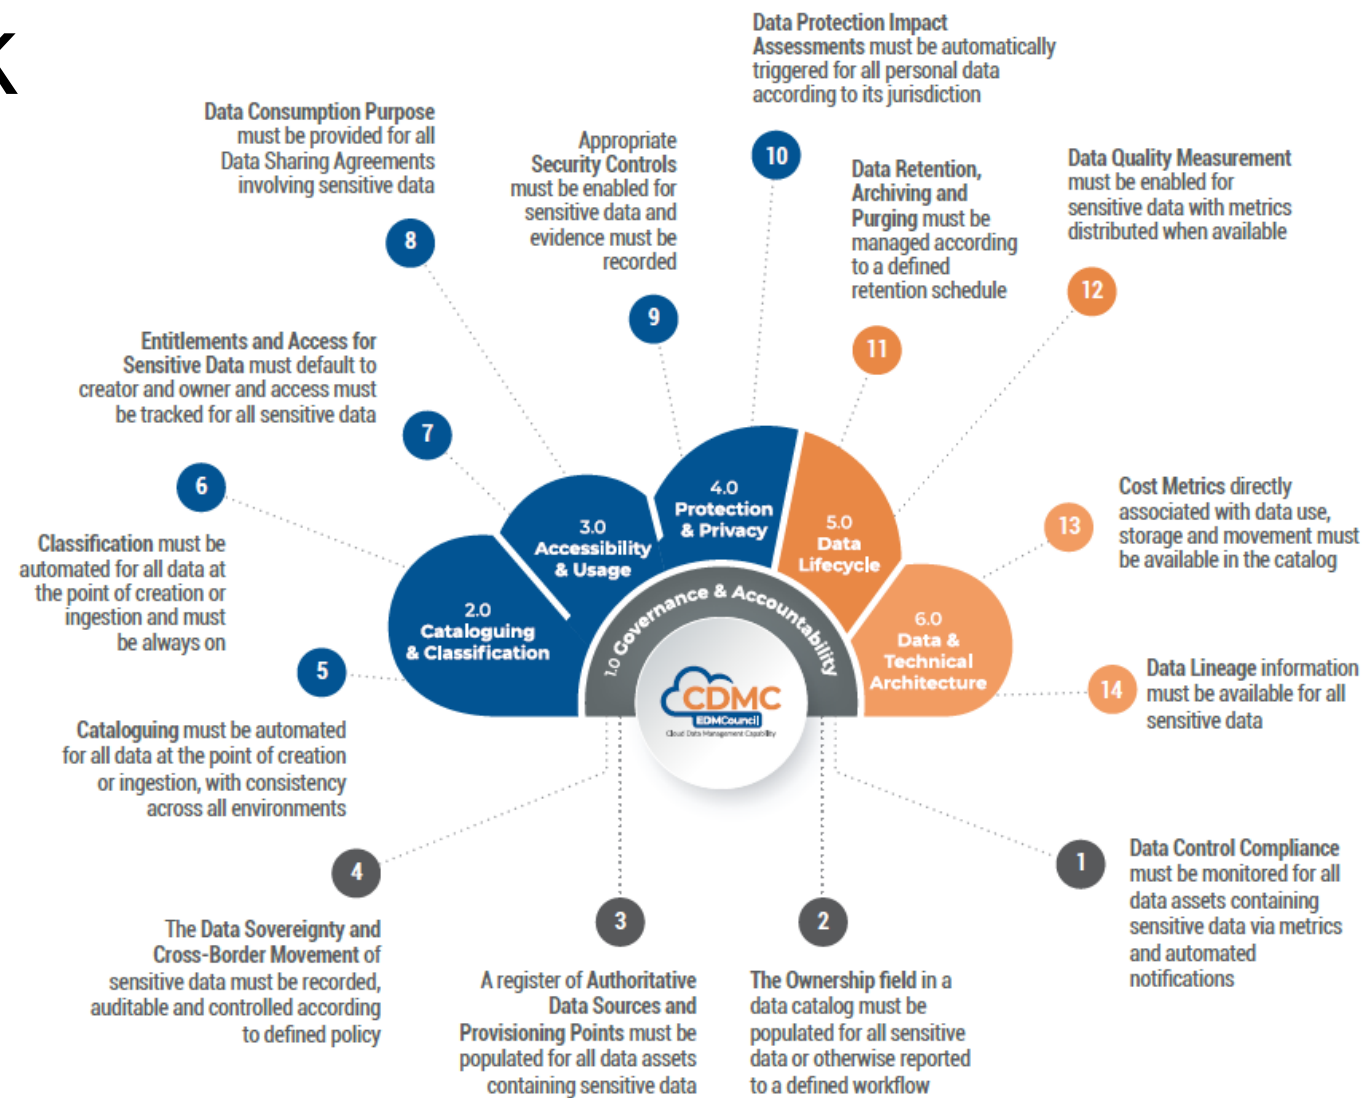 K
Data Protection Impact
Assessments must be automatically
triggered for all personal data
according to its jurisdiction
10
Data Consumption Purpose
must be provided for all
Data Sharing Agreements
involving sensitive data
8
Appropriate
Security Controls
must be enabled for
sensitive data and
evidence must be
recorded
9
Data Retention,
Archiving and
Purging must be
managed according
to a defined
retention schedule
11
Data Quality Measurement
must be enabled for
sensitive data with metrics
distributed when available
12
Entitlements and Access for
Sensitive Data must default to
creator and owner and access must
be tracked for all sensitive data
7
6
Classification must be
automated for all data at
the point of creation or
ingestion and must
be always on
5
Cataloguing must be automated
for all data at the point of creation
or ingestion, with consistency
across all environments
2.0
Cataloguing
& Classification
3.0
Accessibility
& Usage
4.0
Protection
& Privacy
5.0
Data
Lifecycle
6.0
Data &
Technical
Architecture
1.0 Governance & Accountability
CDMC
EDMCouncil
Cloud Data Management Capability
13
Cost Metrics directly
associated with data use,
storage and movement must
be available in the catalog
14
Data Lineage information
must be available for all
sensitive data
4
The Data Sovereignty and
Cross-Border Movement of
sensitive data must be recorded,
auditable and controlled according
to defined policy
3
A register of Authoritative
Data Sources and
Provisioning Points must be
populated for all data assets
containing sensitive data
2
The Ownership field in a
data catalog must be
populated for all sensitive
data or otherwise reported
to a defined workflow
1
Data Control Compliance
must be monitored for all
data assets containing
sensitive data via metrics
and automated
notifications